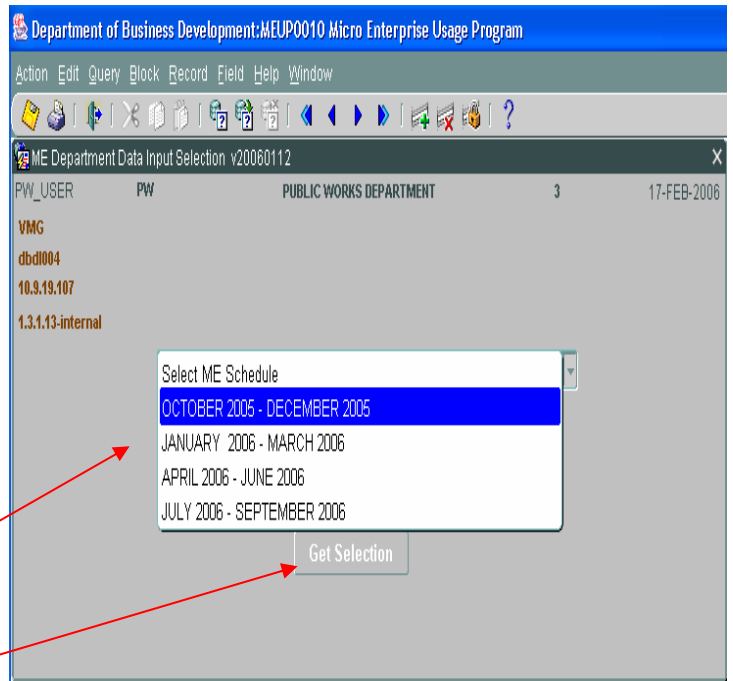 Department of Business Development:MEUP0010 Micro Enterprise Usage Program
Action Edit Query Block Record Field Help Window
ME Department Data Input Selection v20060112
PW_USER PW PUBLIC WORKS DEPARTMENT 3 17-FEB-2006
VMG
dbdl004
10.9.19.107
1.3.1.13-internal
Select ME Schedule
OCTOBER 2005 - DECEMBER 2005
JANUARY 2006 - MARCH 2006
APRIL 2006 - JUNE 2006
JULY 2006 - SEPTEMBER 2006
Get Selection